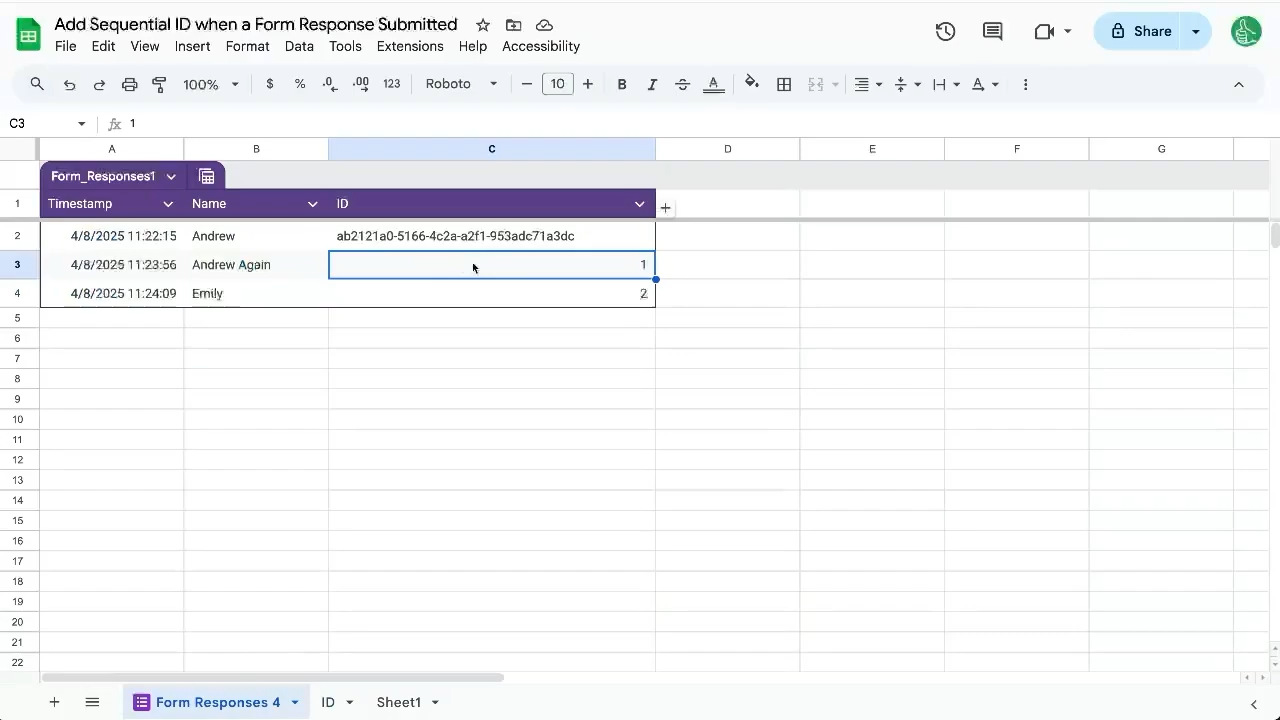 Add Sequential ID when a Form Response Submitted
File Edit View Insert Format Data Tools Extensions Help Accessibility
Share
100% $ % .0 .00 123 Roboto 10 B I S A
C3 fx 1
A B C D E F G
Form_Responses1
1 Timestamp Name ID
2 4/8/2025 11:22:15 Andrew ab2121a0-5166-4c2a-a2f1-953adc71a3dc
3 4/8/2025 11:23:56 Andrew Again 1
4 4/8/2025 11:24:09 Emily 2
5
6
7
8
9
10
11
12
13
14
15
16
17
18
19
20
21
22
Form Responses 4 ID Sheet1